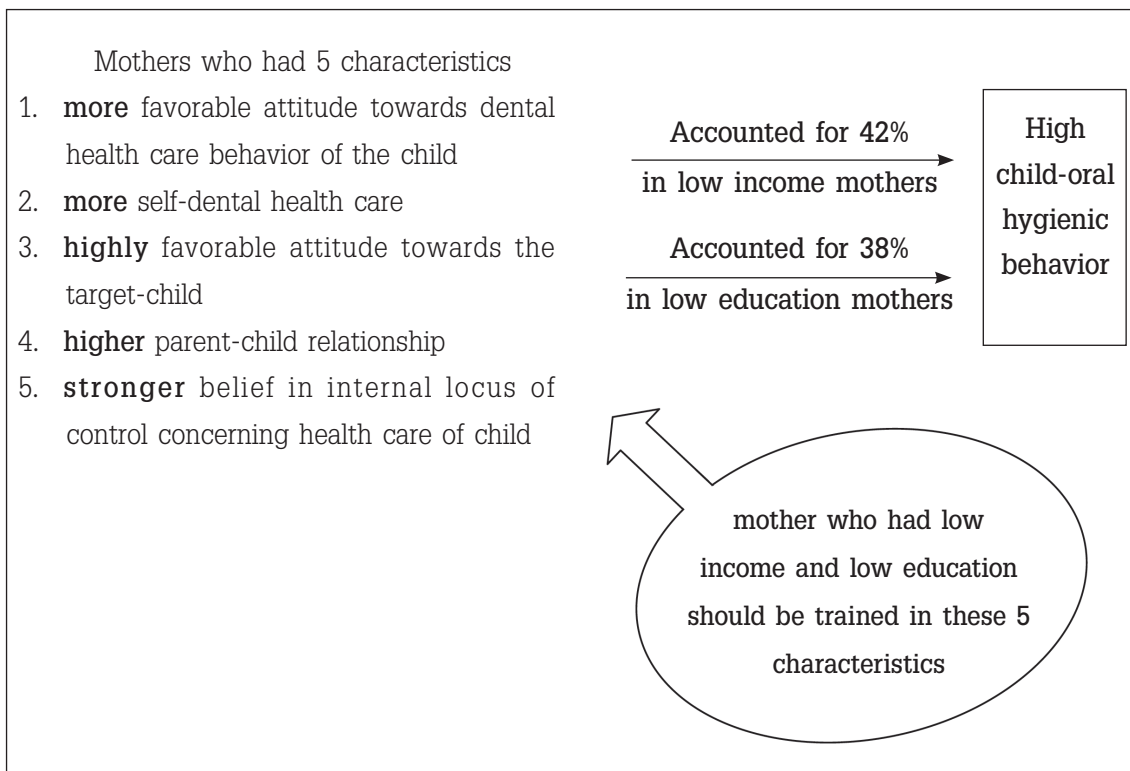 Mothers who had 5 characteristics
1. more favorable attitude towards dental
health care behavior of the child
2. more self-dental health care
3. highly favorable attitude towards the
target-child
4. higher parent-child relationship
5. stronger belief in internal locus of
control concerning health care of child
Accounted for 42%
in low income mothers
Accounted for 38%
in low education mothers
High
child-oral
hygienic
behavior
mother who had low
income and low education
should be trained in these 5
characteristics